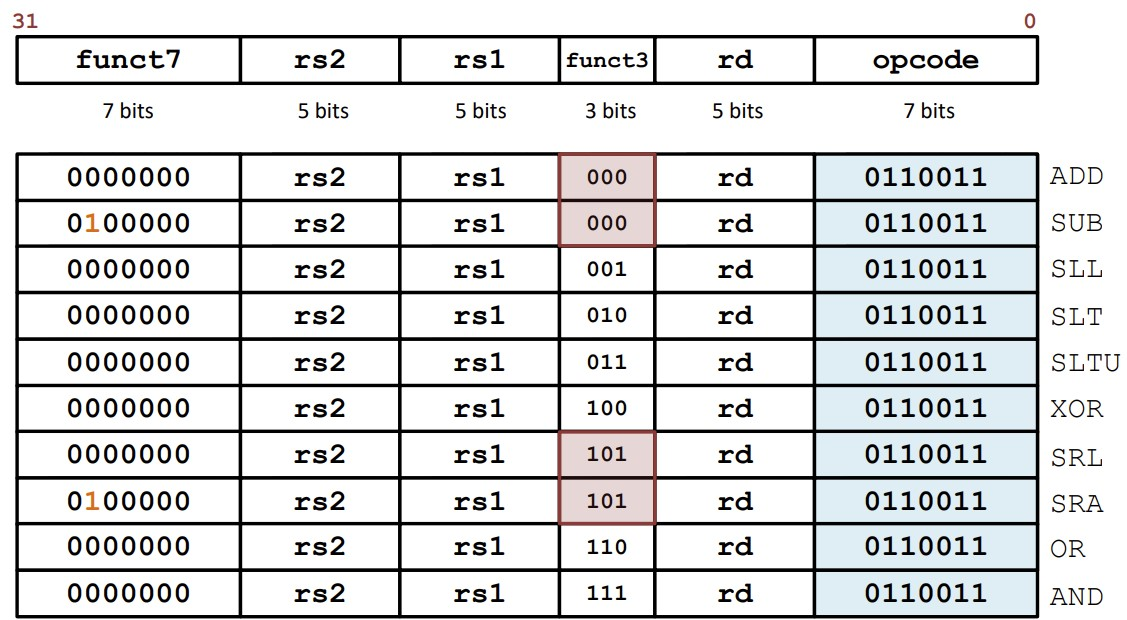 31 0
funct7 rs2 rs1 funct3 rd opcode
7 bits 5 bits 5 bits 3 bits 5 bits 7 bits
0000000 rs2 rs1 000 rd 0110011 ADD
0100000 rs2 rs1 000 rd 0110011 SUB
0000000 rs2 rs1 001 rd 0110011 SLL
0000000 rs2 rs1 010 rd 0110011 SLT
0000000 rs2 rs1 011 rd 0110011 SLTU
0000000 rs2 rs1 100 rd 0110011 XOR
0000000 rs2 rs1 101 rd 0110011 SRL
0100000 rs2 rs1 101 rd 0110011 SRA
0000000 rs2 rs1 110 rd 0110011 OR
0000000 rs2 rs1 111 rd 0110011 AND